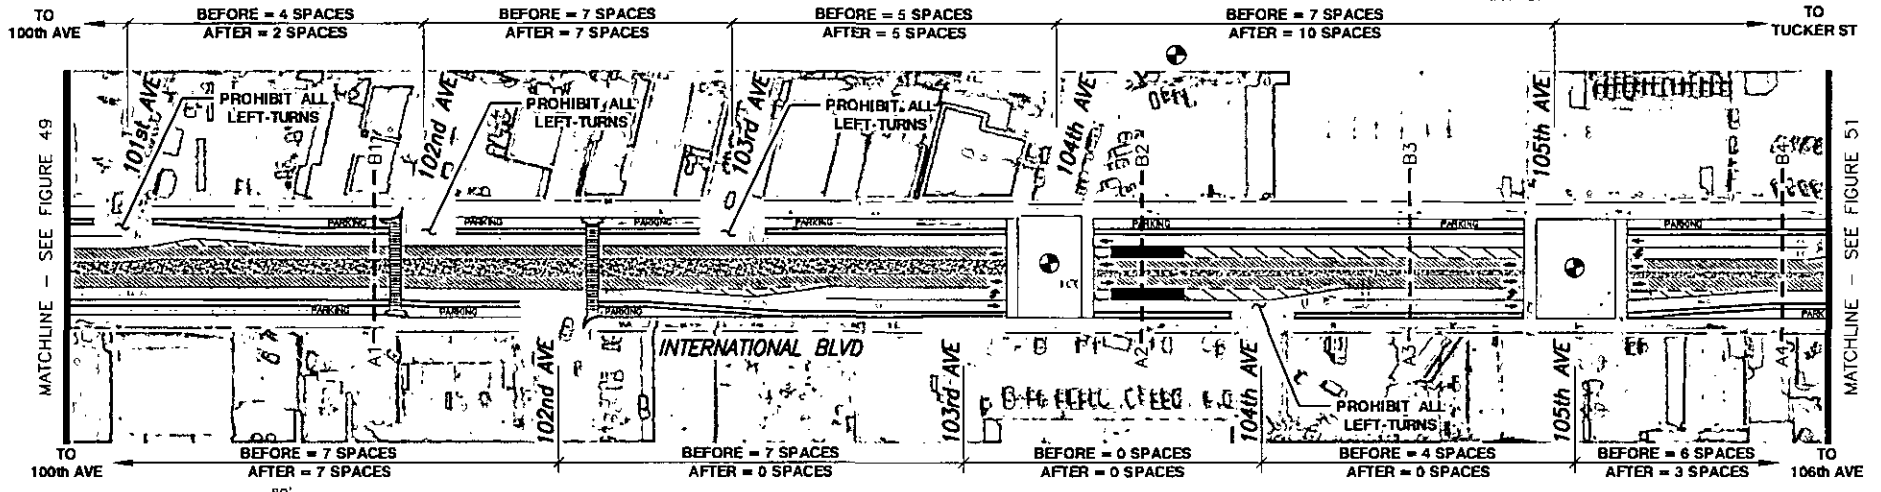 TO
100th AVE
BEFORE = 4 SPACES
AFTER = 2 SPACES
BEFORE = 7 SPACES
AFTER = 7 SPACES
BEFORE = 5 SPACES
AFTER = 5 SPACES
BEFORE = 7 SPACES
AFTER = 10 SPACES
TO
TUCKER ST
MATCHLINE - SEE FIGURE 49
101st AVE
PROHIBIT ALL
LEFT-TURNS
B1
102nd AVE
PROHIBIT ALL
LEFT-TURNS
103rd AVE
PROHIBIT ALL
LEFT-TURNS
104th AVE
B2
B3
105th AVE
B4
MATCHLINE - SEE FIGURE 51
PARKING
PARKING
PARKING
PARKING
PARKING
PARKING
PARKING
PARKING
PARKING
PARKING
PARK
A1
102nd AVE
INTERNATIONAL BLVD
103rd AVE
A2
104th AVE
PROHIBIT ALL
LEFT-TURNS
A3
105th AVE
A4
TO
100th AVE
BEFORE = 7 SPACES
AFTER = 7 SPACES
BEFORE = 7 SPACES
AFTER = 0 SPACES
BEFORE = 0 SPACES
AFTER = 0 SPACES
BEFORE = 4 SPACES
AFTER = 0 SPACES
BEFORE = 6 SPACES
AFTER = 3 SPACES
TO
106th AVE